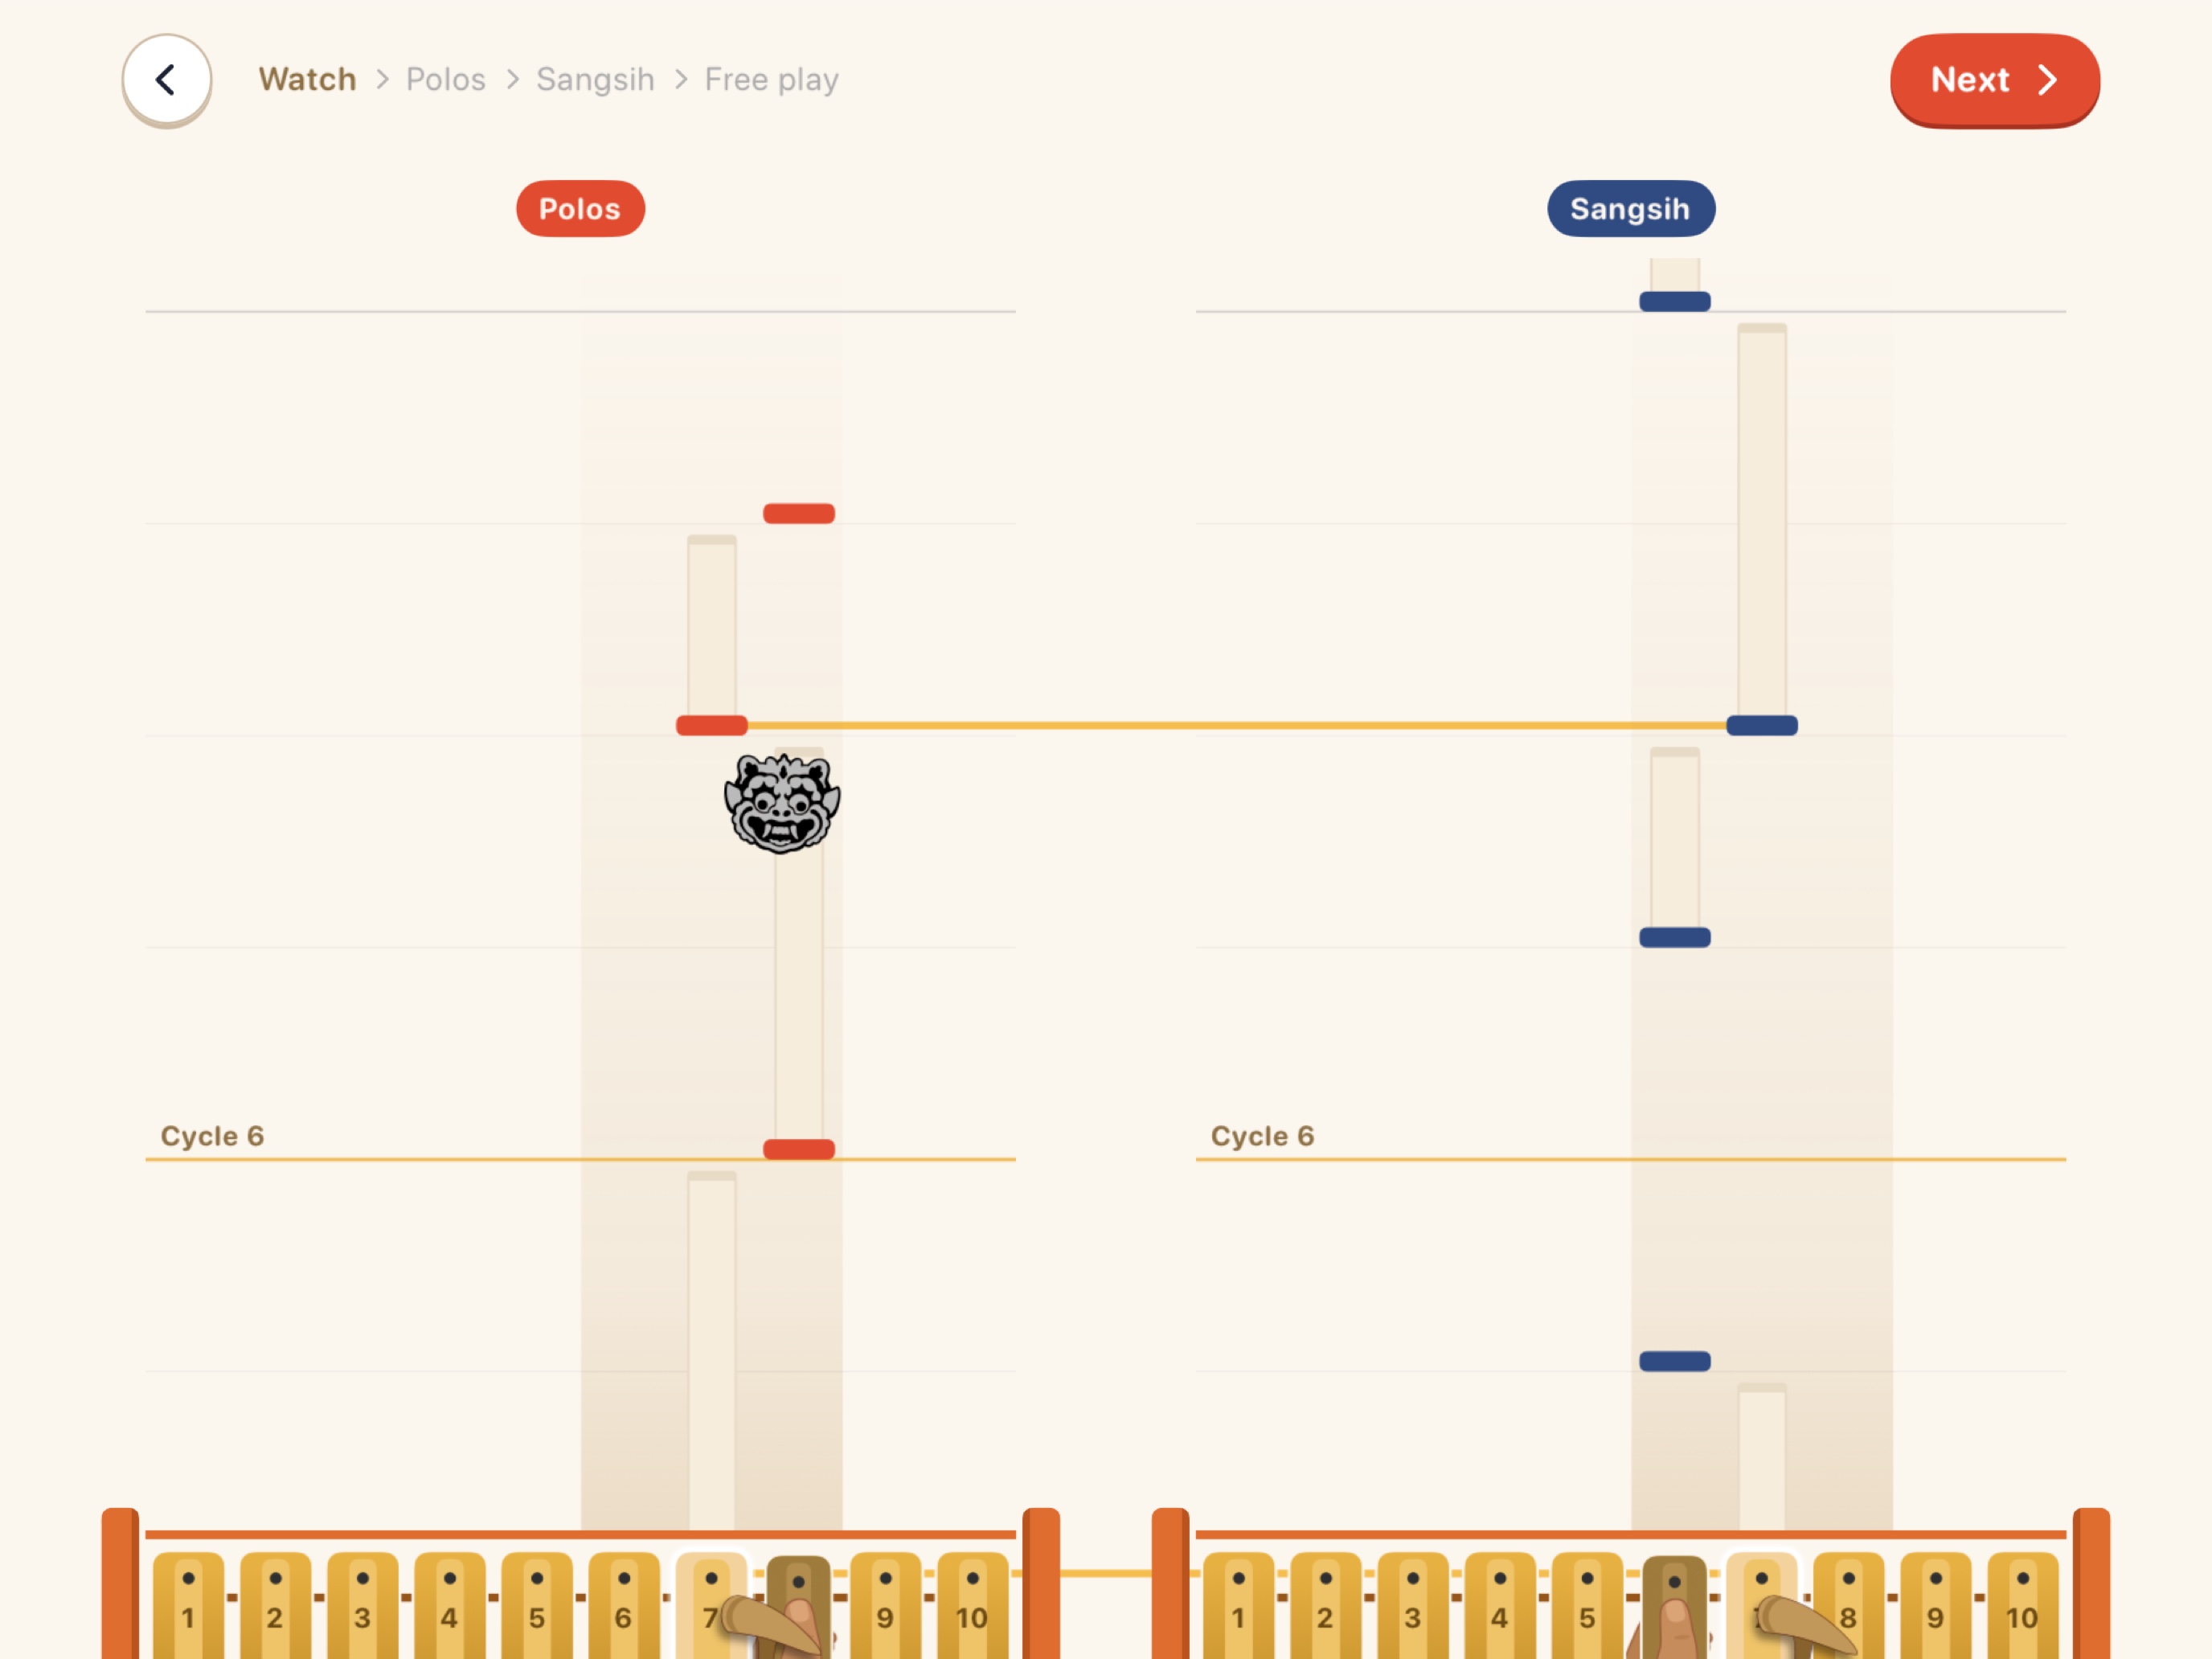 Watch > Polos > Sangsih > Free play
Next
Polos
Sangsih
Cycle 6
Cycle 6
1 2 3 4 5 6 7 9 10
1 2 3 4 5 8 9 10